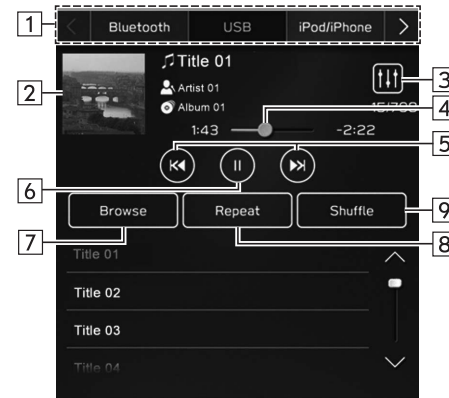 1 Bluetooth USB iPod/iPhone
2 Title 01 3
Artist 01
Album 01 4
1:43 -2:22 5
6
Browse Repeat Shuffle 9
7 8
Title 01
Title 02
Title 03
Title 04